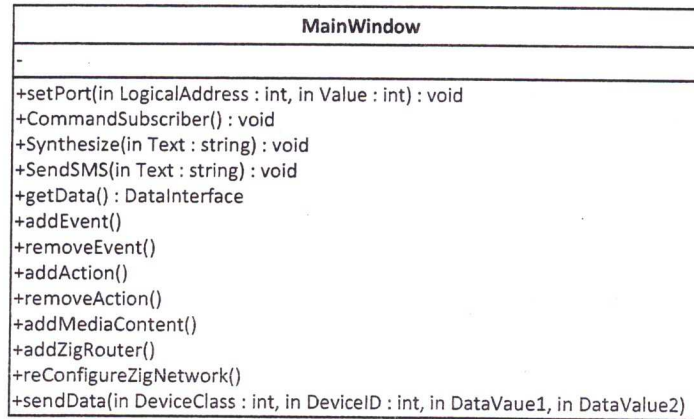 MainWindow
-
+setPort(in LogicalAddress : int, in Value : int) : void
+CommandSubscriber() : void
+Synthesize(in Text : string) : void
+SendSMS(in Text : string) : void
+getData() : DataInterface
+addEvent()
+removeEvent()
+addAction()
+removeAction()
+addMediaContent()
+addZigRouter()
+reConfigureZigNetwork()
+sendData(in DeviceClass : int, in DeviceID : int, in DataVaue1, in DataValue2)